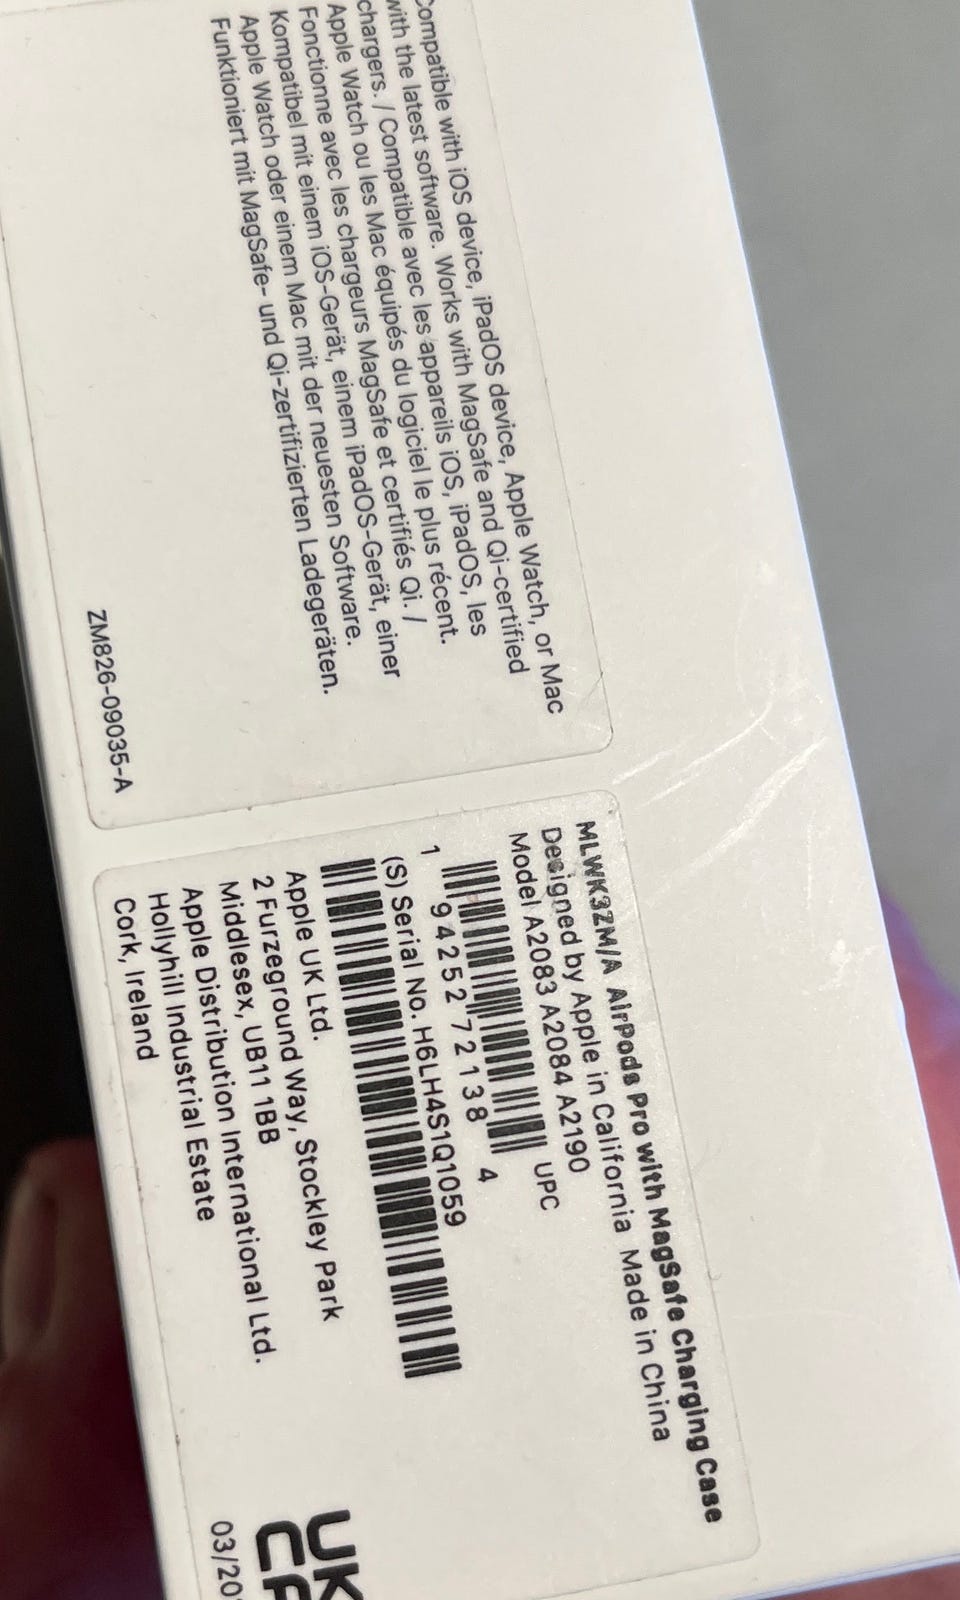 Compatible with iOS device, iPadOS device, Apple Watch, or Mac
with the latest software. Works with MagSafe and Qi-certified
chargers. / Compatible avec les appareils iOS, iPadOS, les
Apple Watch ou les Mac équipés du logiciel le plus récent.
Fonctionne avec les chargeurs MagSafe et certifiés Qi. /
Kompatibel mit einem iOS-Gerät, einem iPadOS-Gerät, einer
Apple Watch oder einem Mac mit der neuesten Software.
Funktioniert mit MagSafe- und Qi-zertifizierten Ladegeräten.
ZM826-09035-A
MLWK3ZM/A AirPods Pro with MagSafe Charging Case
Designed by Apple in California Made in China
Model A2083 A2084 A2190
UPC
1 94252 72138 4
(S) Serial No. H6LH4S1Q1059
Apple UK Ltd.
2 Furzeground Way, Stockley Park
Middlesex, UB11 1BB
Apple Distribution International Ltd.
Hollyhill Industrial Estate
Cork, Ireland
UK
CA
03/20